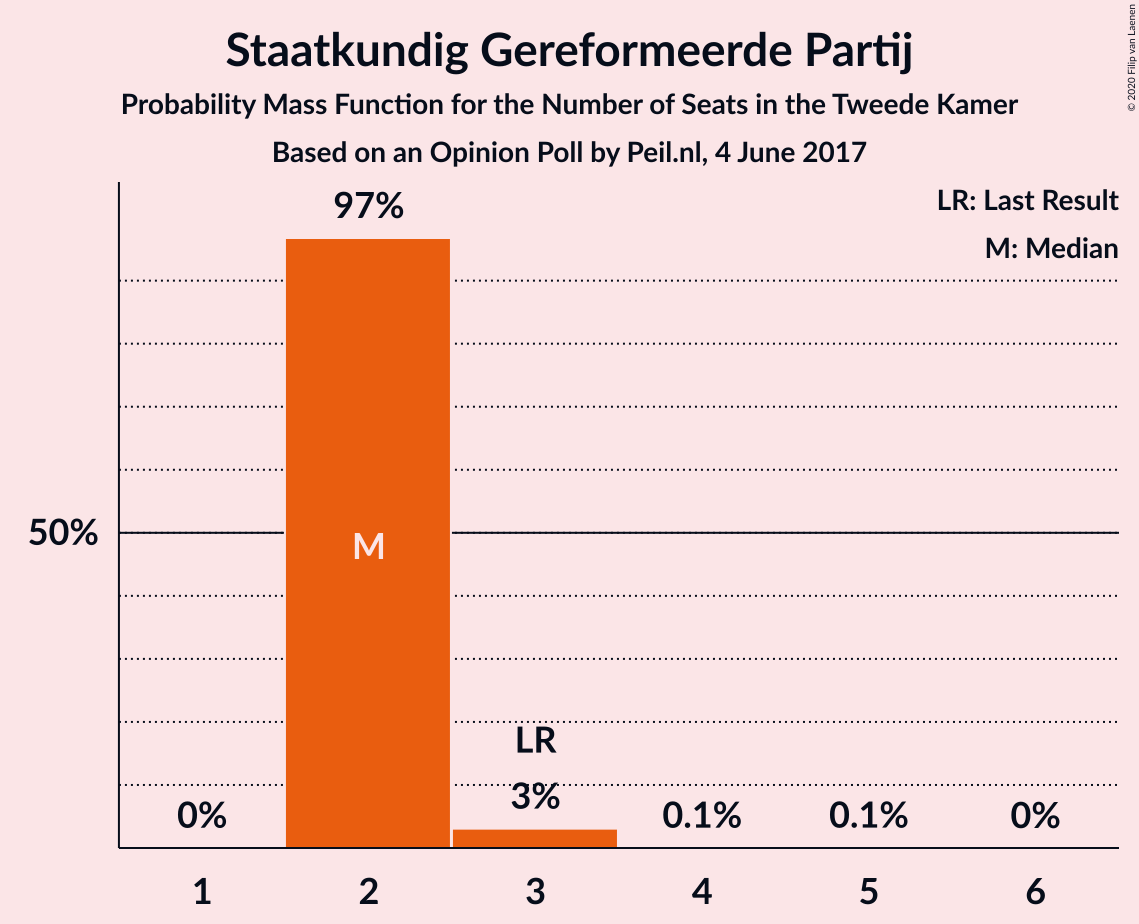 Staatkundig Gereformeerde Partij
Probability Mass Function for the Number of Seats in the Tweede Kamer
Based on an Opinion Poll by Peil.nl, 4 June 2017
© 2020 Filip van Laenen
LR: Last Result
M: Median
97%
50%
M
LR
0%
3%
0.1%
0.1%
0%
1 2 3 4 5 6